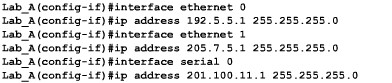 Lab_A(config-if)#interface ethernet 0
Lab_A(config-if)#ip address 192.5.5.1 255.255.255.0
Lab_A(config-if)#interface ethernet 1
Lab_A(config-if)#ip address 205.7.5.1 255.255.255.0
Lab_A(config-if)#interface serial 0
Lab_A(config-if)#ip address 201.100.11.1 255.255.255.0